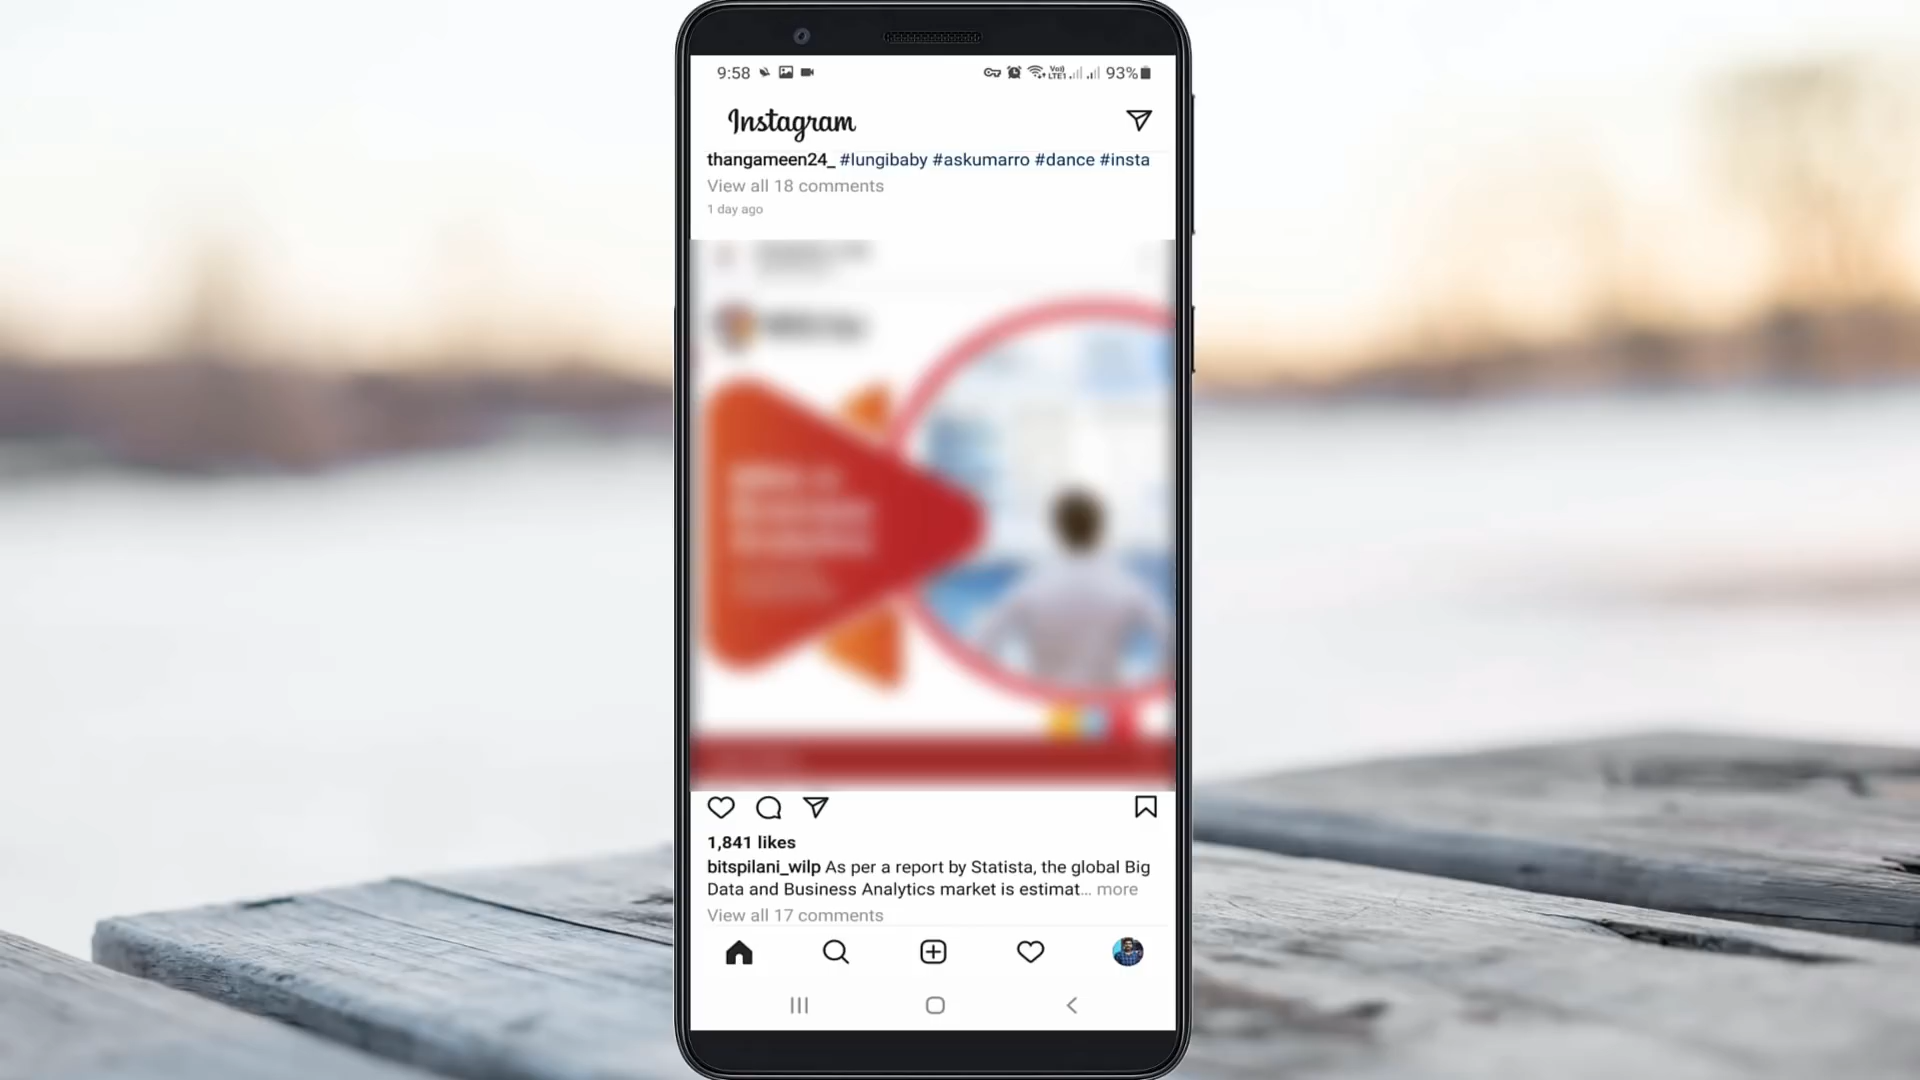 9:58
Vo)) LTE1 93%
Instagram
thangameen24_ #lungibaby #askumarro #dance #insta
View all 18 comments
1 day ago
1,841 likes
bitspilani_wilp As per a report by Statista, the global Big
Data and Business Analytics market is estimat... more
View all 17 comments